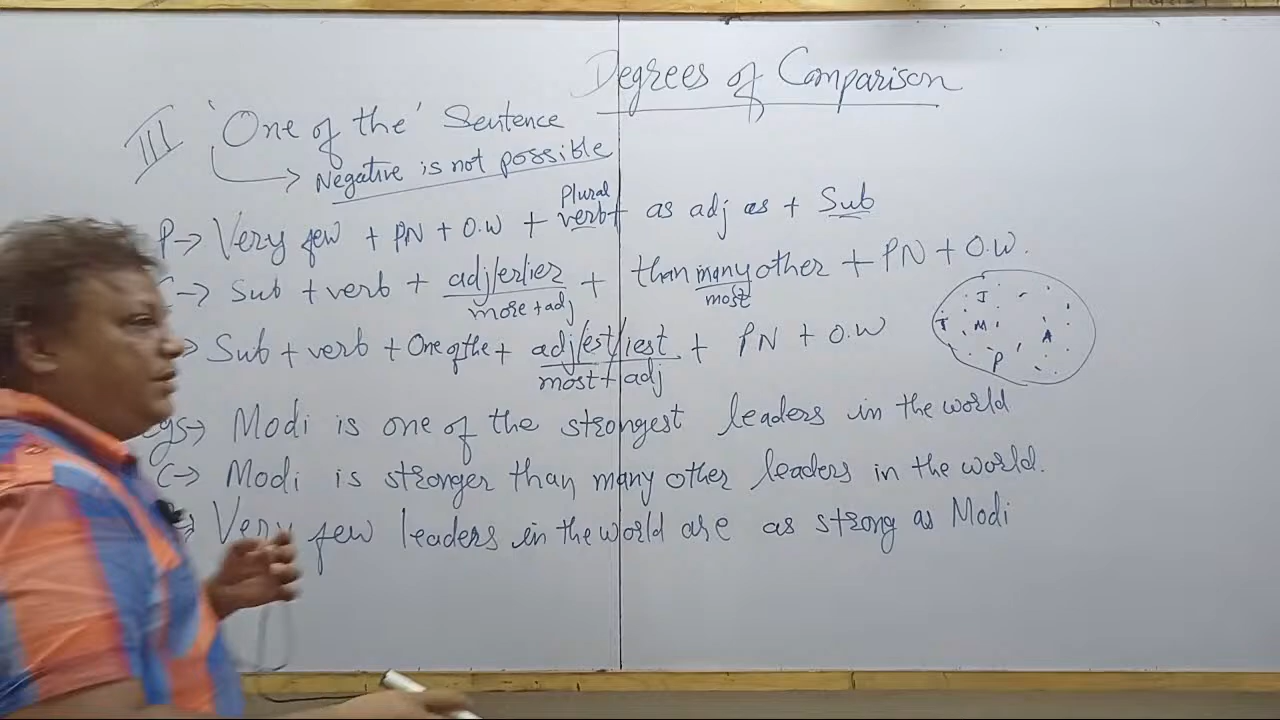 Degrees of Comparison
III 'One of the' Sentence
→ Negative is not possible
P→ Very few + PN + O.W + Plural verb + as adj as + Sub
→ Sub + verb + adj/er/ier + than many other + PN + O.W.
more + adj most
→ Sub + verb + One of the + adj/est/iest + PN + O.W
most + adj
J
T M A
P
egs→ Modi is one of the strongest leaders in the world
C→ Modi is stronger than many other leaders in the world.
→ Very few leaders in the world are as strong as Modi